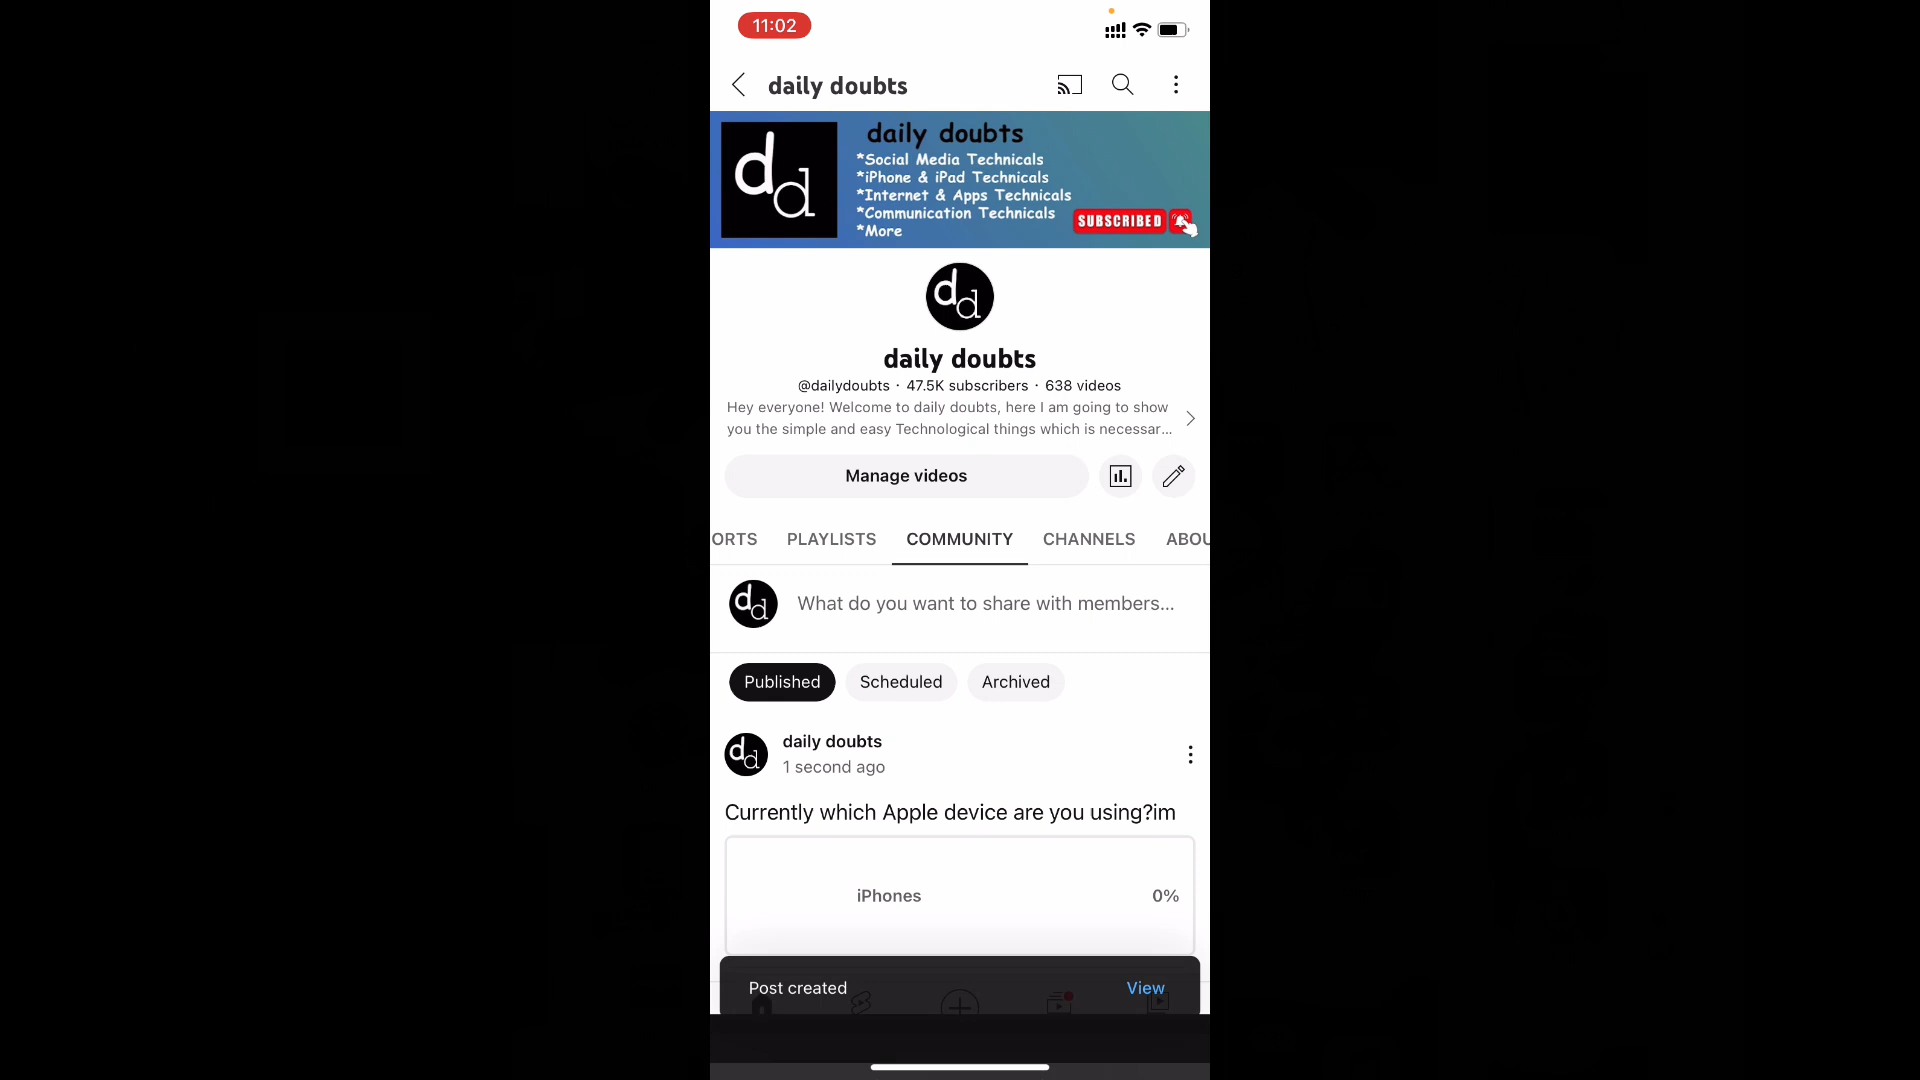 11:02
daily doubts
dd
daily doubts
*Social Media Technicals
*iPhone & iPad Technicals
*Internet & Apps Technicals
*Communication Technicals
*More
SUBSCRIBED
dd
daily doubts
@dailydoubts · 47.5K subscribers · 638 videos
Hey everyone! Welcome to daily doubts, here I am going to show
you the simple and easy Technological things which is necessar...
Manage videos
ORTS PLAYLISTS COMMUNITY CHANNELS ABOU
dd
What do you want to share with members...
Published Scheduled Archived
dd
daily doubts
1 second ago
Currently which Apple device are you using?im
iPhones 0%
Post created View